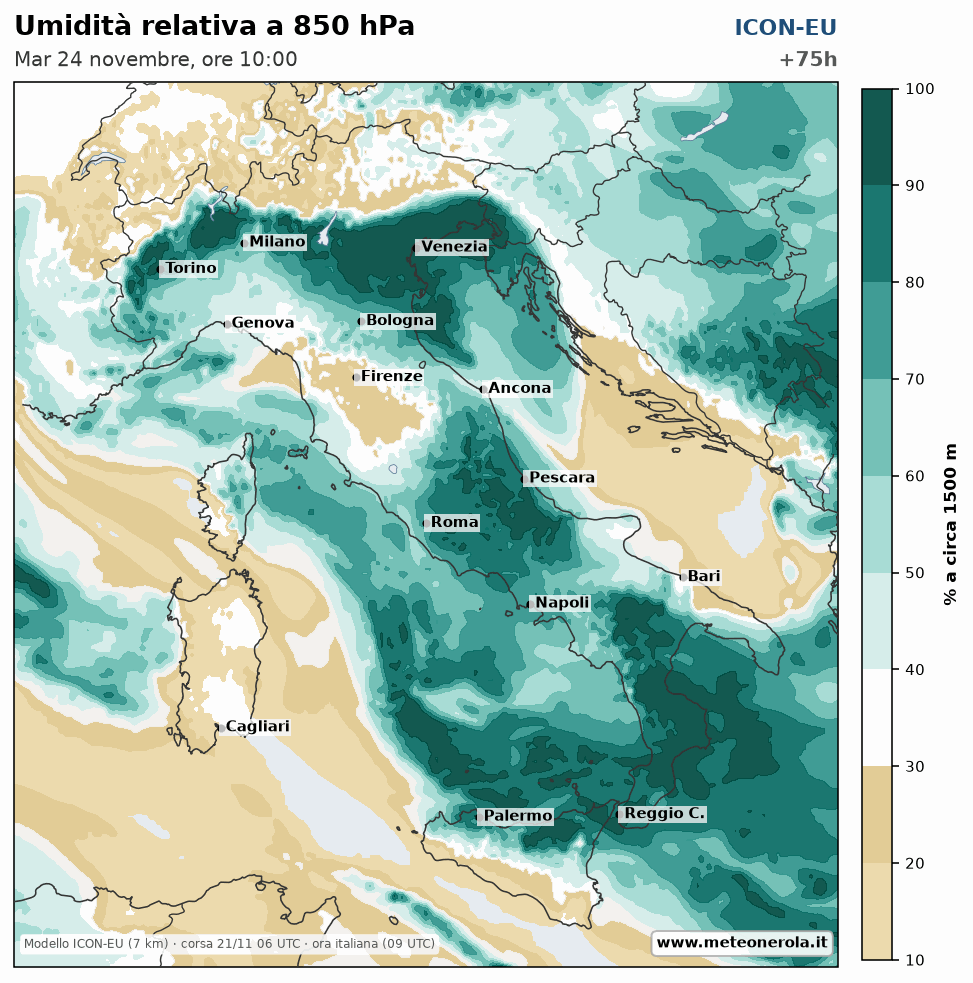 Umidità relativa a 850 hPa
ICON-EU
Mar 24 novembre, ore 10:00
+75h
100
90
80
70
60
50
40
30
20
10
% a circa 1500 m
Milano
Venezia
Torino
Genova
Bologna
Firenze
Ancona
Pescara
Roma
Bari
Napoli
Cagliari
Palermo
Reggio C.
Modello ICON-EU (7 km) · corsa 21/11 06 UTC · ora italiana (09 UTC)
www.meteonerola.it